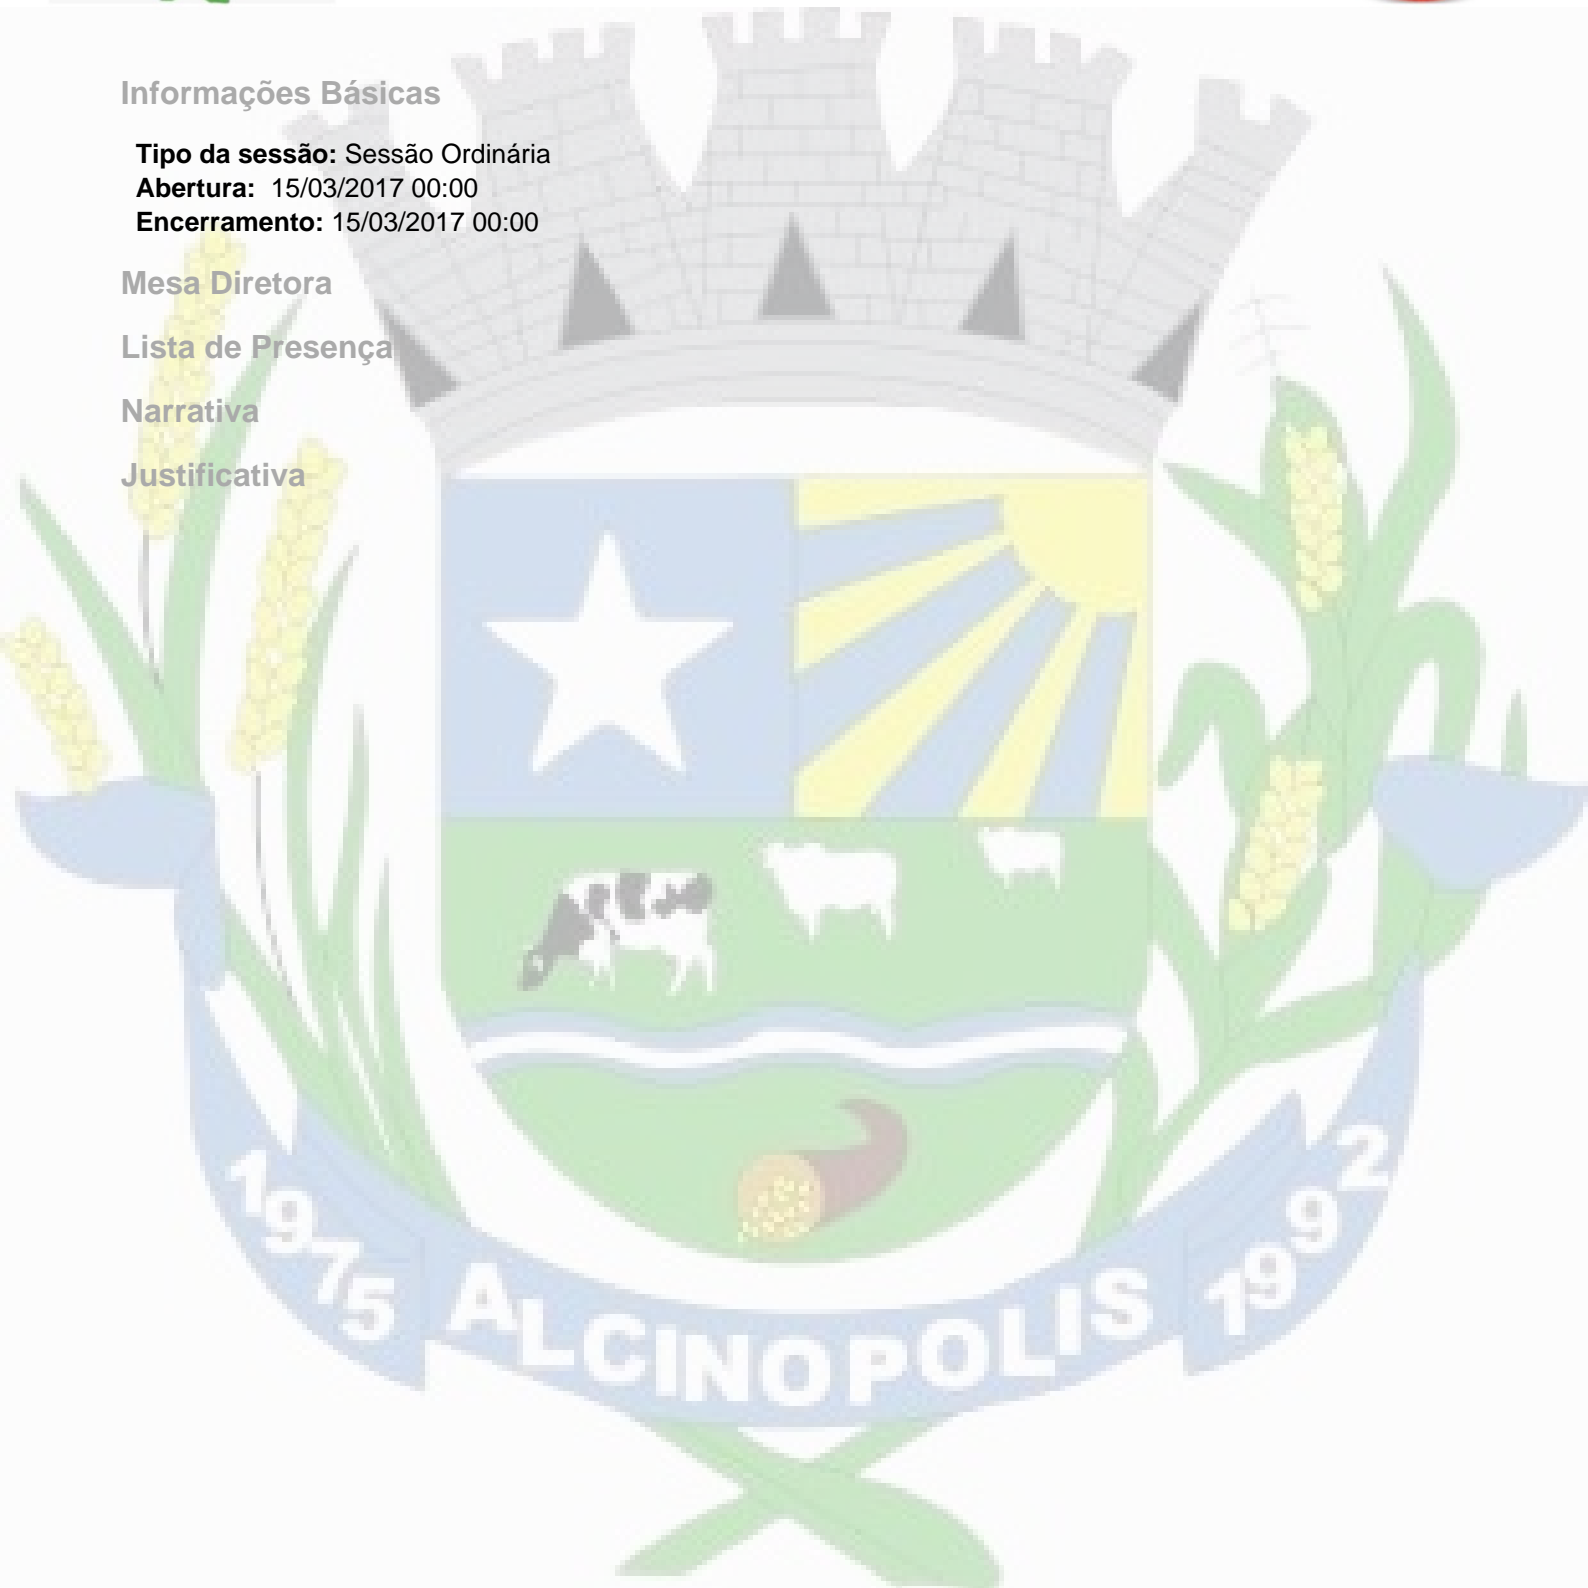 Informações Básicas
Tipo da sessão: Sessão Ordinária
Abertura: 15/03/2017 00:00
Encerramento: 15/03/2017 00:00
Mesa Diretora
Lista de Presença
Narrativa
Justificativa
1975 ALCINOPOLIS 1992